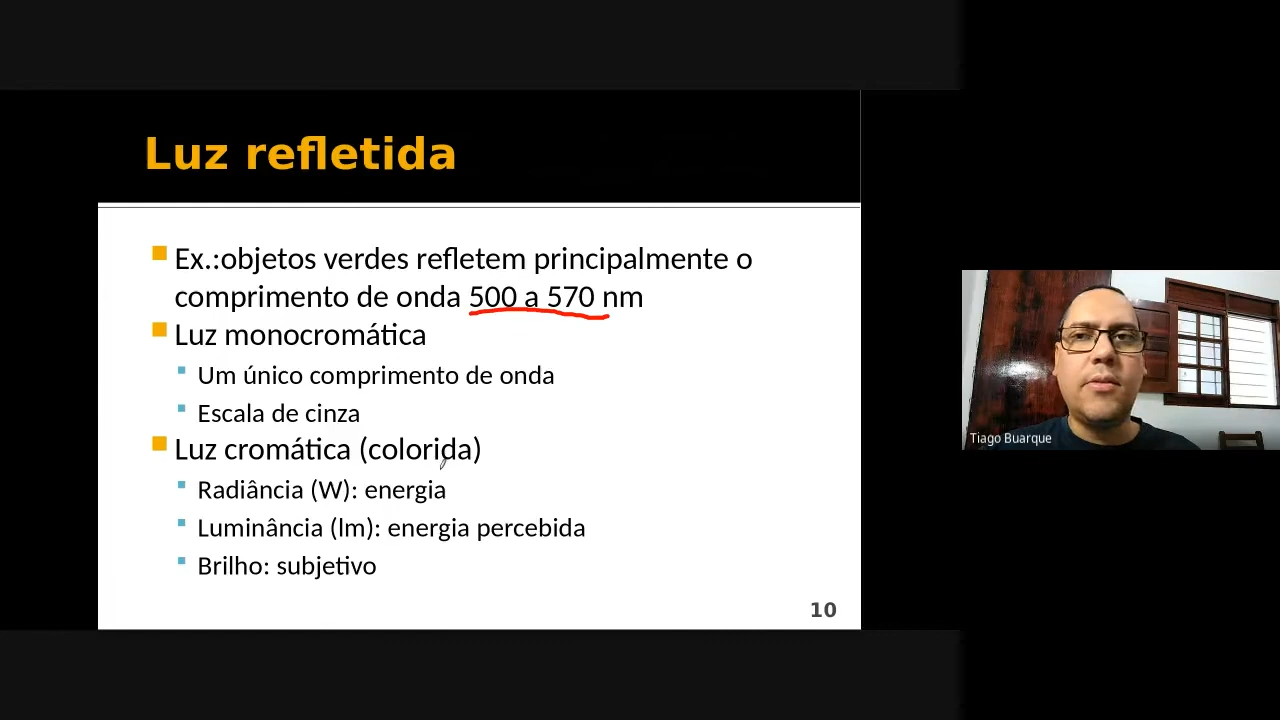 Luz refletida
Ex.:objetos verdes refletem principalmente o
comprimento de onda 500 a 570 nm
Luz monocromática
Um único comprimento de onda
Escala de cinza
Luz cromática (colorida)
Radiância (W): energia
Luminância (lm): energia percebida
Brilho: subjetivo
10
Tiago Buarque